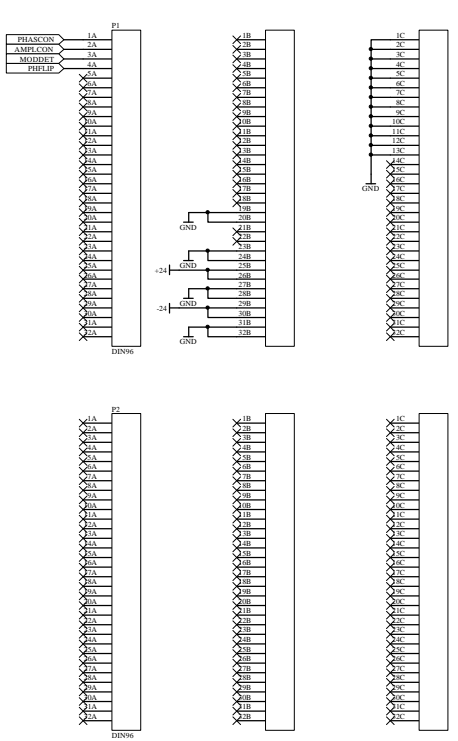 P1
PHASCON 1A
AMPLCON 2A
MODDET 3A
PHFLIP 4A
5A
6A
7A
8A
9A
10A
11A
12A
13A
14A
15A
16A
17A
18A
19A
20A
21A
22A
23A
24A
25A
26A
27A
28A
29A
30A
31A
32A
DIN96
1B
2B
3B
4B
5B
6B
7B
8B
9B
10B
11B
12B
13B
14B
15B
16B
17B
18B
19B
20B
GND
21B
22B
23B
24B
GND
25B
+24
26B
27B
28B
GND
29B
-24
30B
31B
32B
GND
1C
2C
3C
4C
5C
6C
7C
8C
9C
10C
11C
12C
13C
14C
15C
16C
GND
17C
18C
19C
20C
21C
22C
23C
24C
25C
26C
27C
28C
29C
30C
31C
32C
P2
1A
2A
3A
4A
5A
6A
7A
8A
9A
10A
11A
12A
13A
14A
15A
16A
17A
18A
19A
20A
21A
22A
23A
24A
25A
26A
27A
28A
29A
30A
31A
32A
DIN96
1B
2B
3B
4B
5B
6B
7B
8B
9B
10B
11B
12B
13B
14B
15B
16B
17B
18B
19B
20B
21B
22B
23B
24B
25B
26B
27B
28B
29B
30B
31B
32B
1C
2C
3C
4C
5C
6C
7C
8C
9C
10C
11C
12C
13C
14C
15C
16C
17C
18C
19C
20C
21C
22C
23C
24C
25C
26C
27C
28C
29C
30C
31C
32C